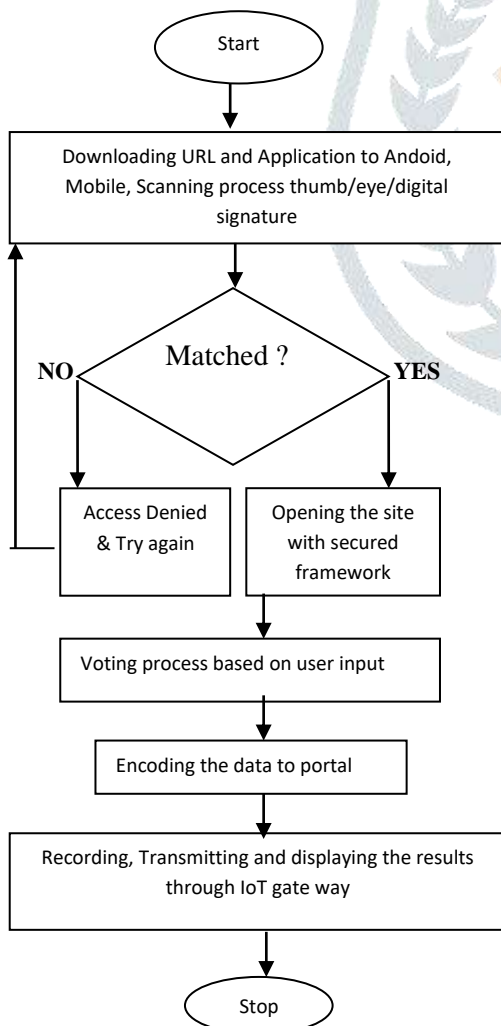 Start
Downloading URL and Application to Andoid,
Mobile, Scanning process thumb/eye/digital
signature
Matched ?
NO
YES
Access Denied
& Try again
Opening the site
with secured
framework
Voting process based on user input
Encoding the data to portal
Recording, Transmitting and displaying the results
through IoT gate way
Stop